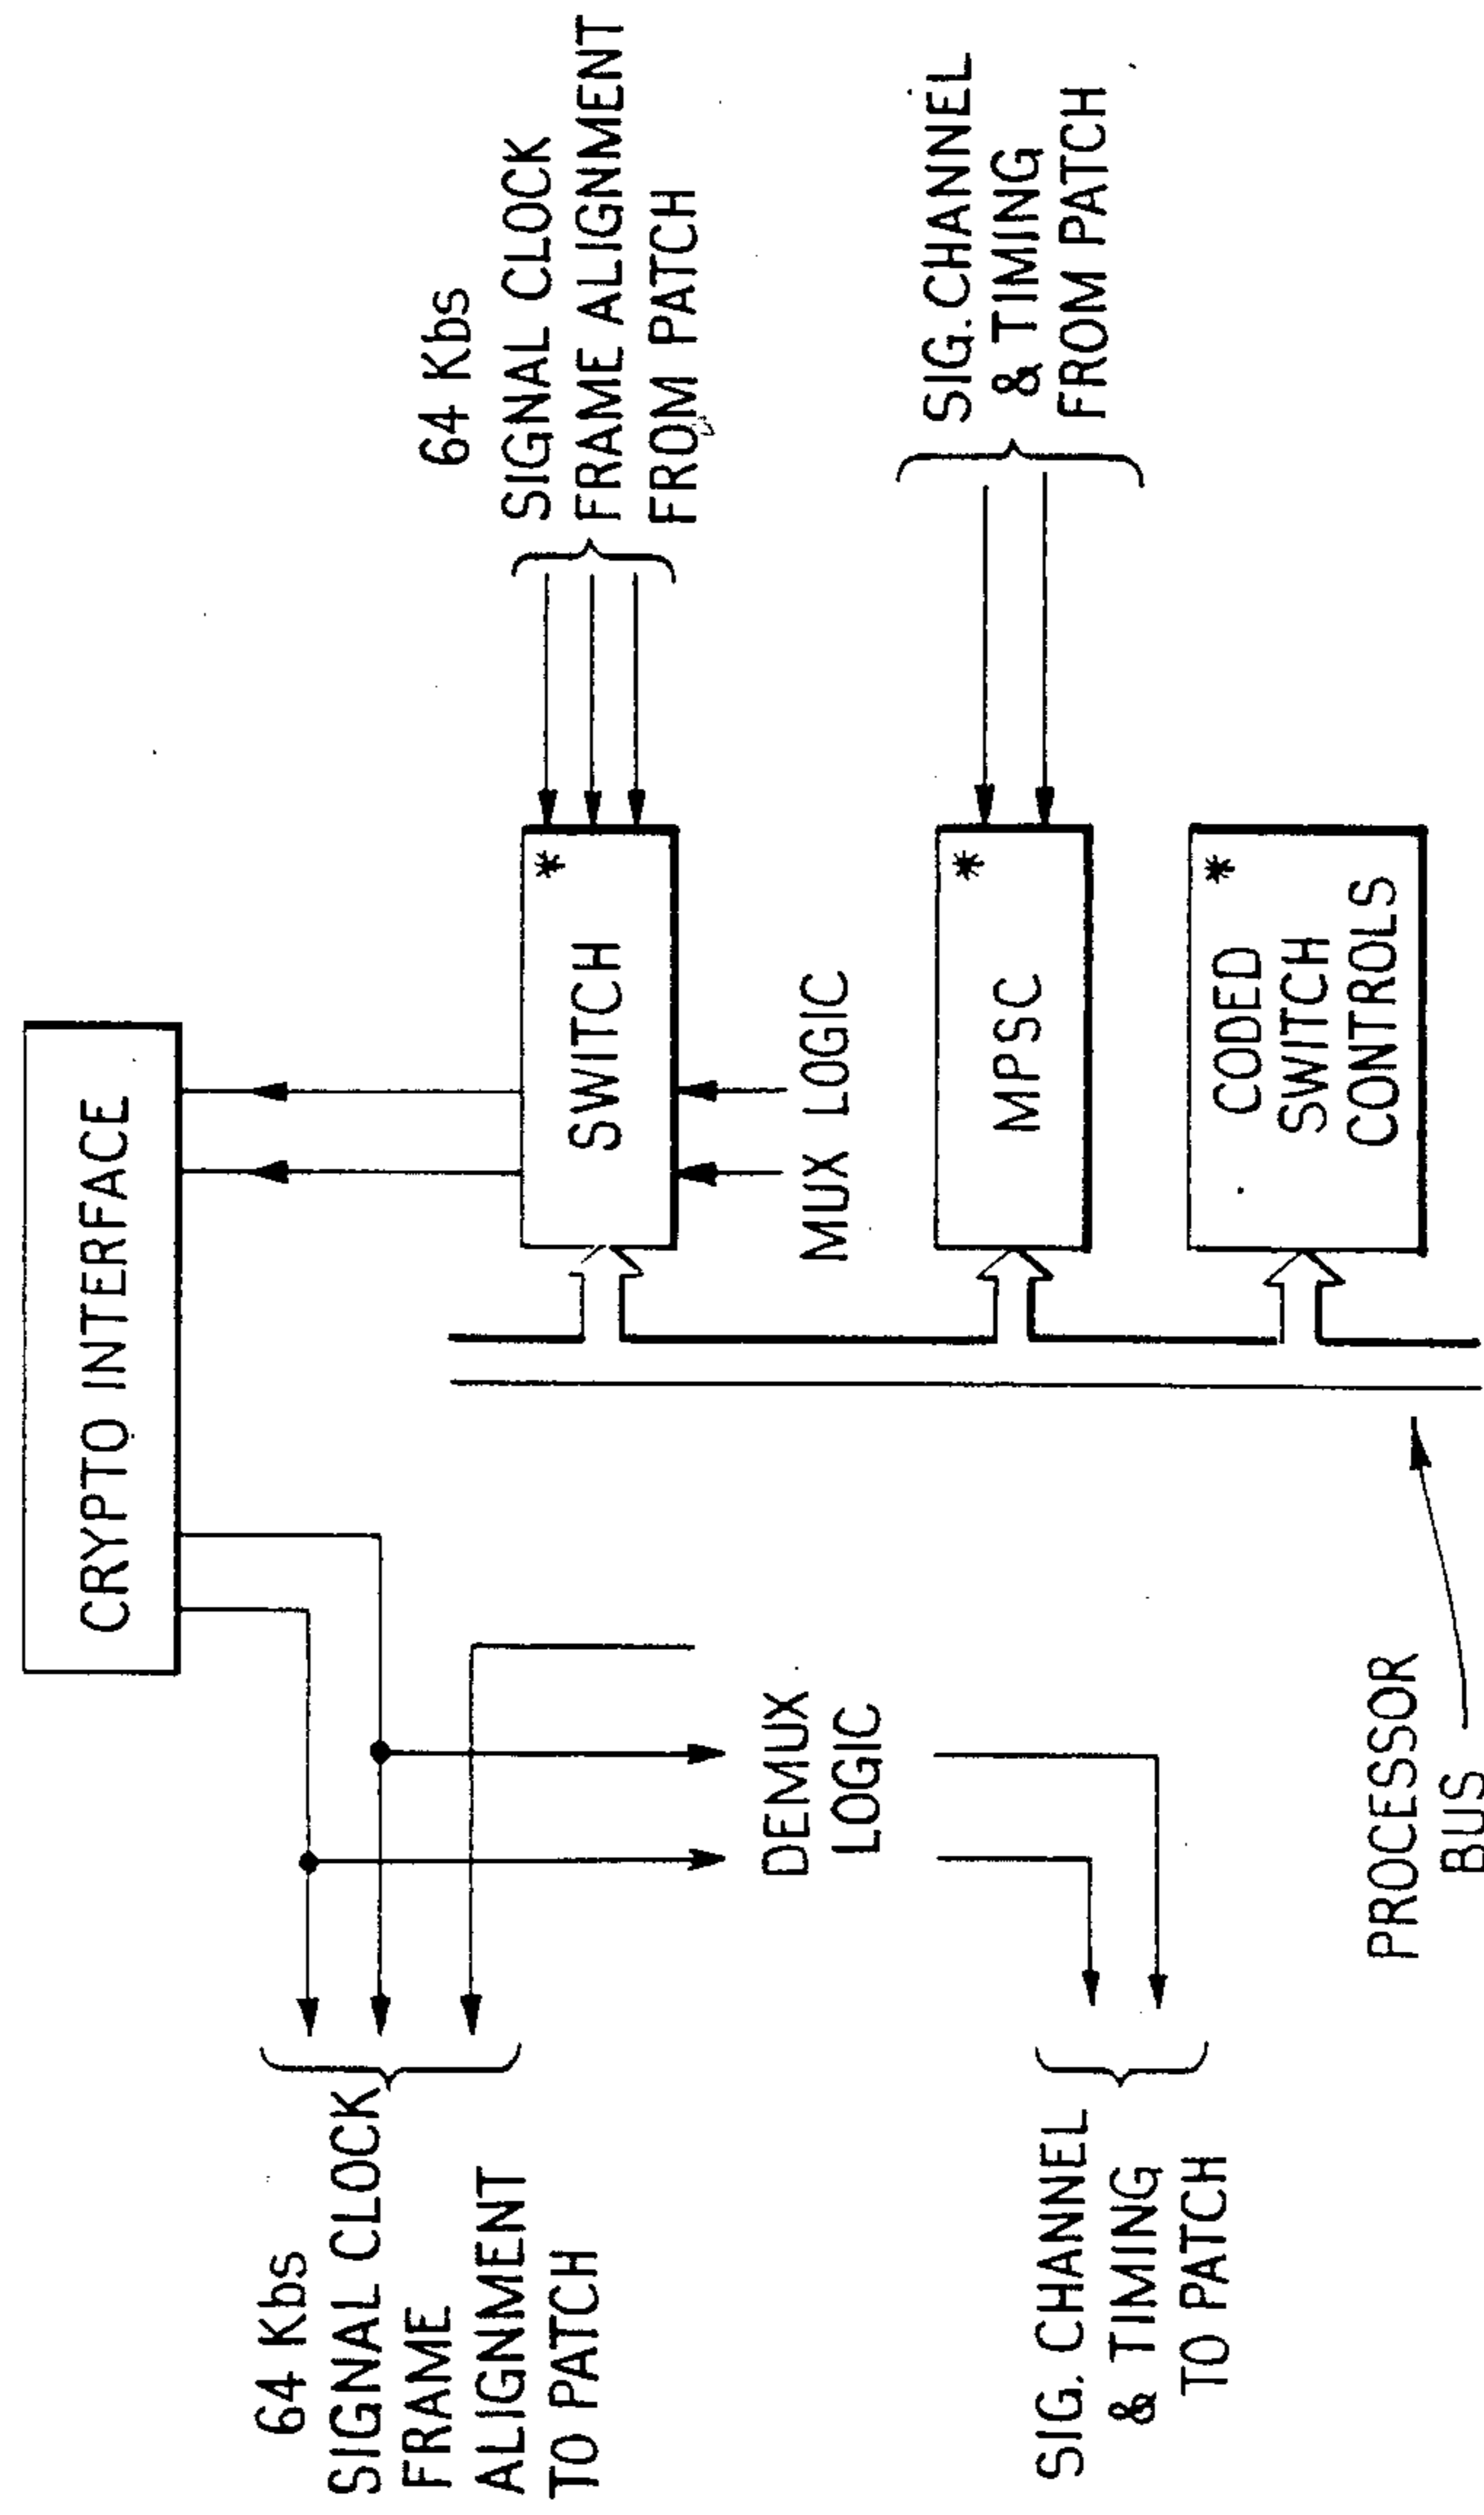 CRYPTO INTERFACE
64 Kbs
SIGNAL CLOCK
FRAME
ALIGNMENT
TO PATCH
64 Kbs
SIGNAL CLOCK
FRAME ALIGNMENT
FROM PATCH
SWITCH
*
MUX LOGIC
DEMUX
LOGIC
SIG. CHANNEL
& TIMING
TO PATCH
MPSC
*
SIG. CHANNEL
& TIMING
FROM PATCH
CODED
SWITCH
CONTROLS
*
PROCESSOR
BUS